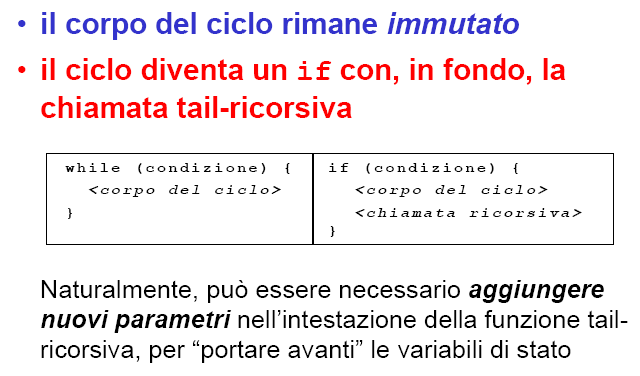 • il corpo del ciclo rimane immutato
• il ciclo diventa un if con, in fondo, la
chiamata tail-ricorsiva
while (condizione) {
<corpo del ciclo>
}
if (condizione) {
<corpo del ciclo>
<chiamata ricorsiva>
}
Naturalmente, può essere necessario aggiungere
nuovi parametri nell’intestazione della funzione tail-
ricorsiva, per “portare avanti” le variabili di stato